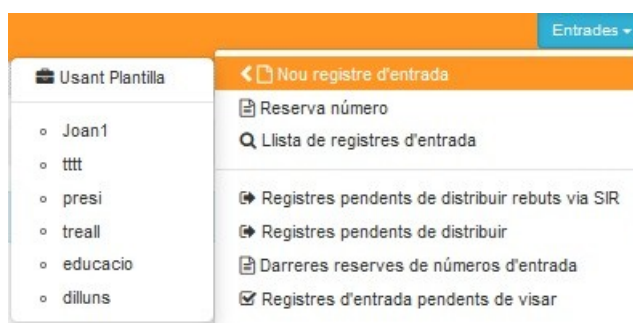 Entrades
Usant Plantilla
Joan1
tttt
presi
treall
educacio
dilluns
Nou registre d'entrada
Reserva número
Llista de registres d'entrada
Registres pendents de distribuir rebuts via SIR
Registres pendents de distribuir
Darreres reserves de números d'entrada
Registres d'entrada pendents de visar